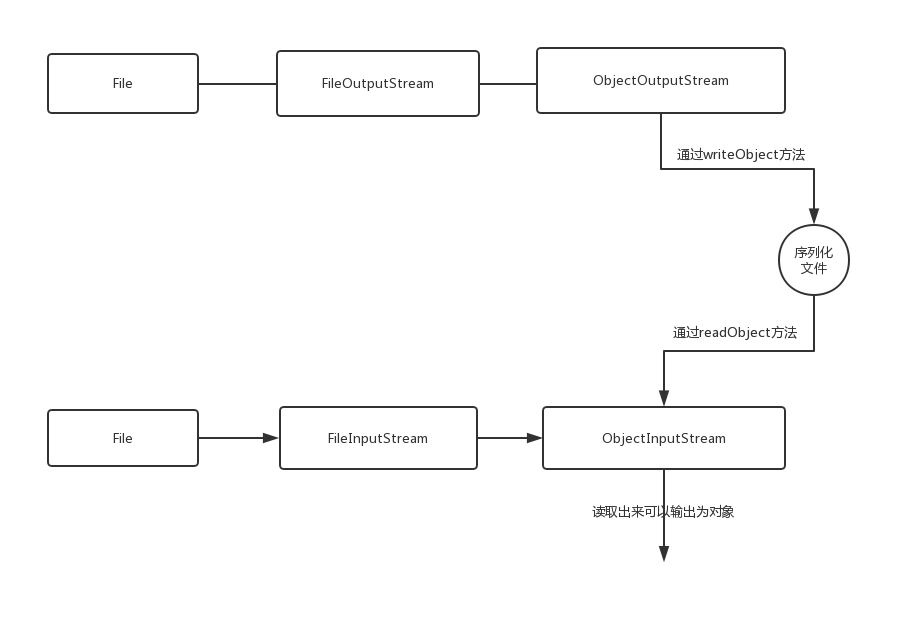 File
FileOutputStream
ObjectOutputStream
通过writeObject方法
序列化
文件
通过readObject方法
File
FileInputStream
ObjectInputStream
读取出来可以输出为对象